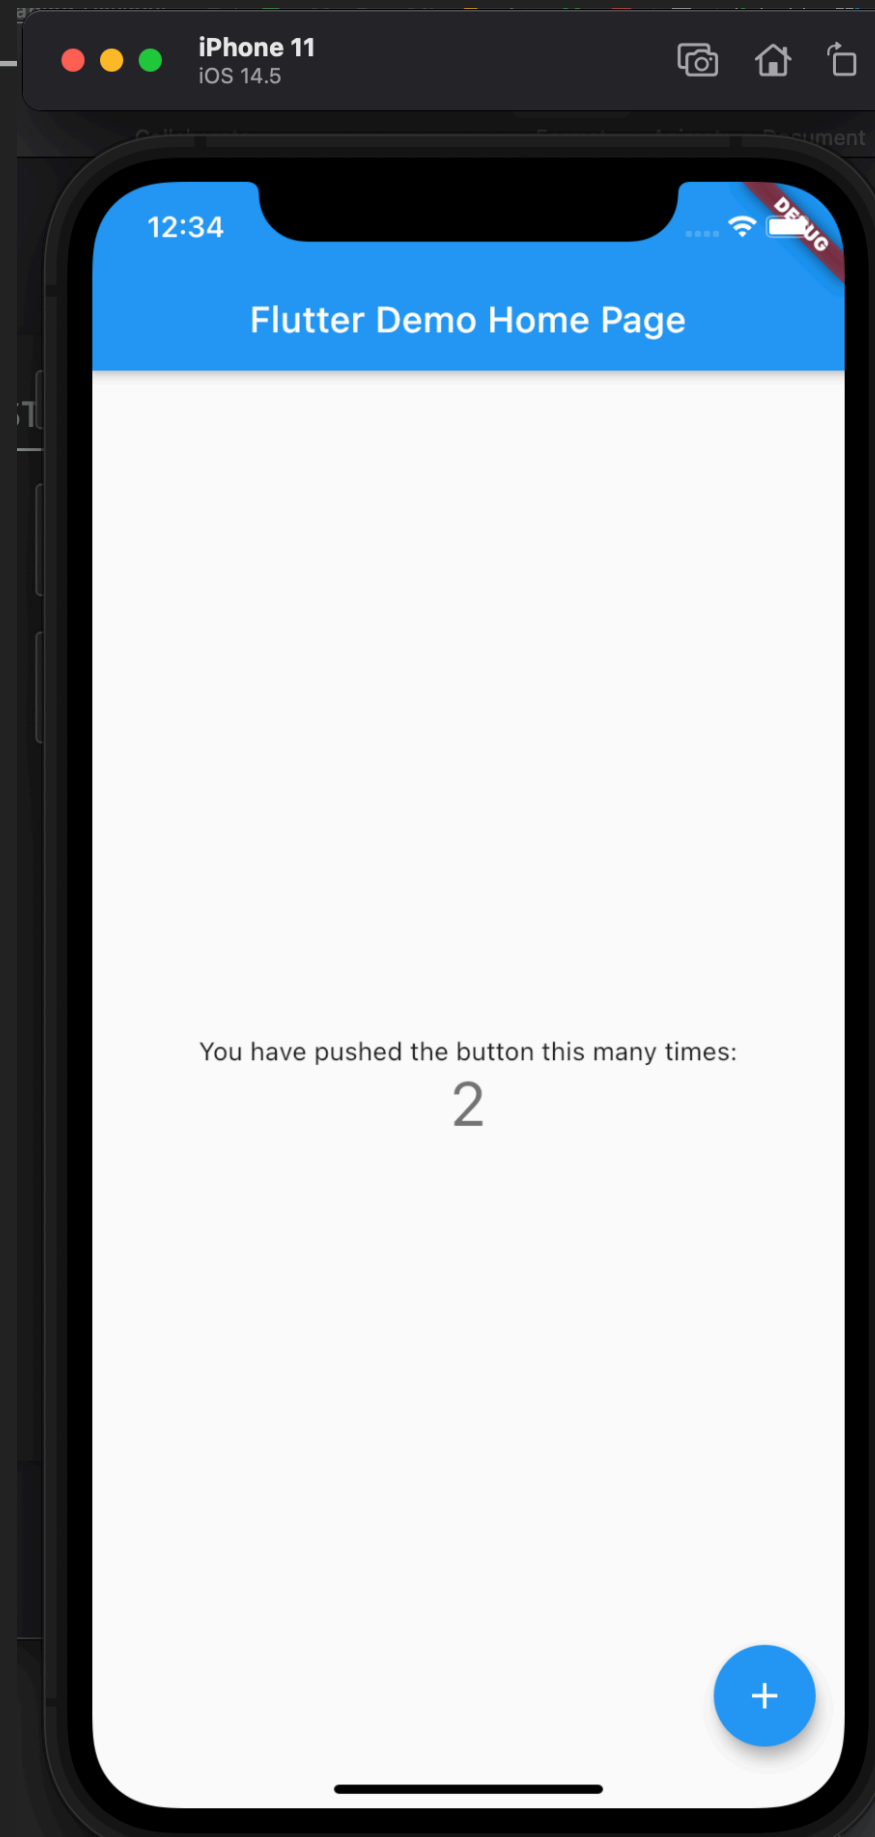 iPhone 11
iOS 14.5
Document
12:34
DEBUG
Flutter Demo Home Page
You have pushed the button this many times:
2
+